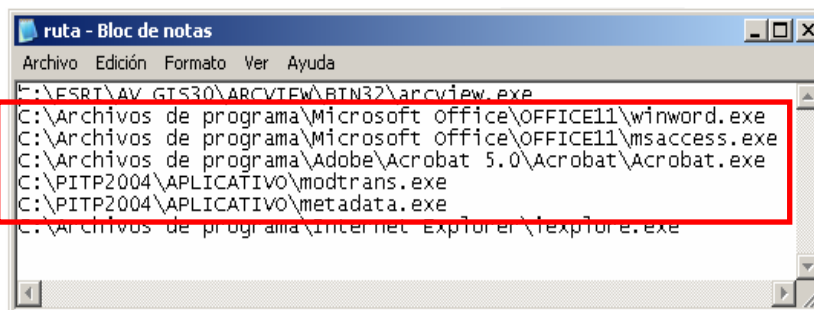 ruta - Bloc de notas
Archivo Edición Formato Ver Ayuda
C:\ESRI\AV_GIS30\ARCVIEW\BIN32\arcview.exe
C:\Archivos de programa\Microsoft Office\OFFICE11\winword.exe
C:\Archivos de programa\Microsoft Office\OFFICE11\msaccess.exe
C:\Archivos de programa\Adobe\Acrobat 5.0\Acrobat\Acrobat.exe
C:\PITP2004\APLICATIVO\modtrans.exe
C:\PITP2004\APLICATIVO\metadata.exe
C:\Archivos de programa\Internet Explorer\iexplore.exe